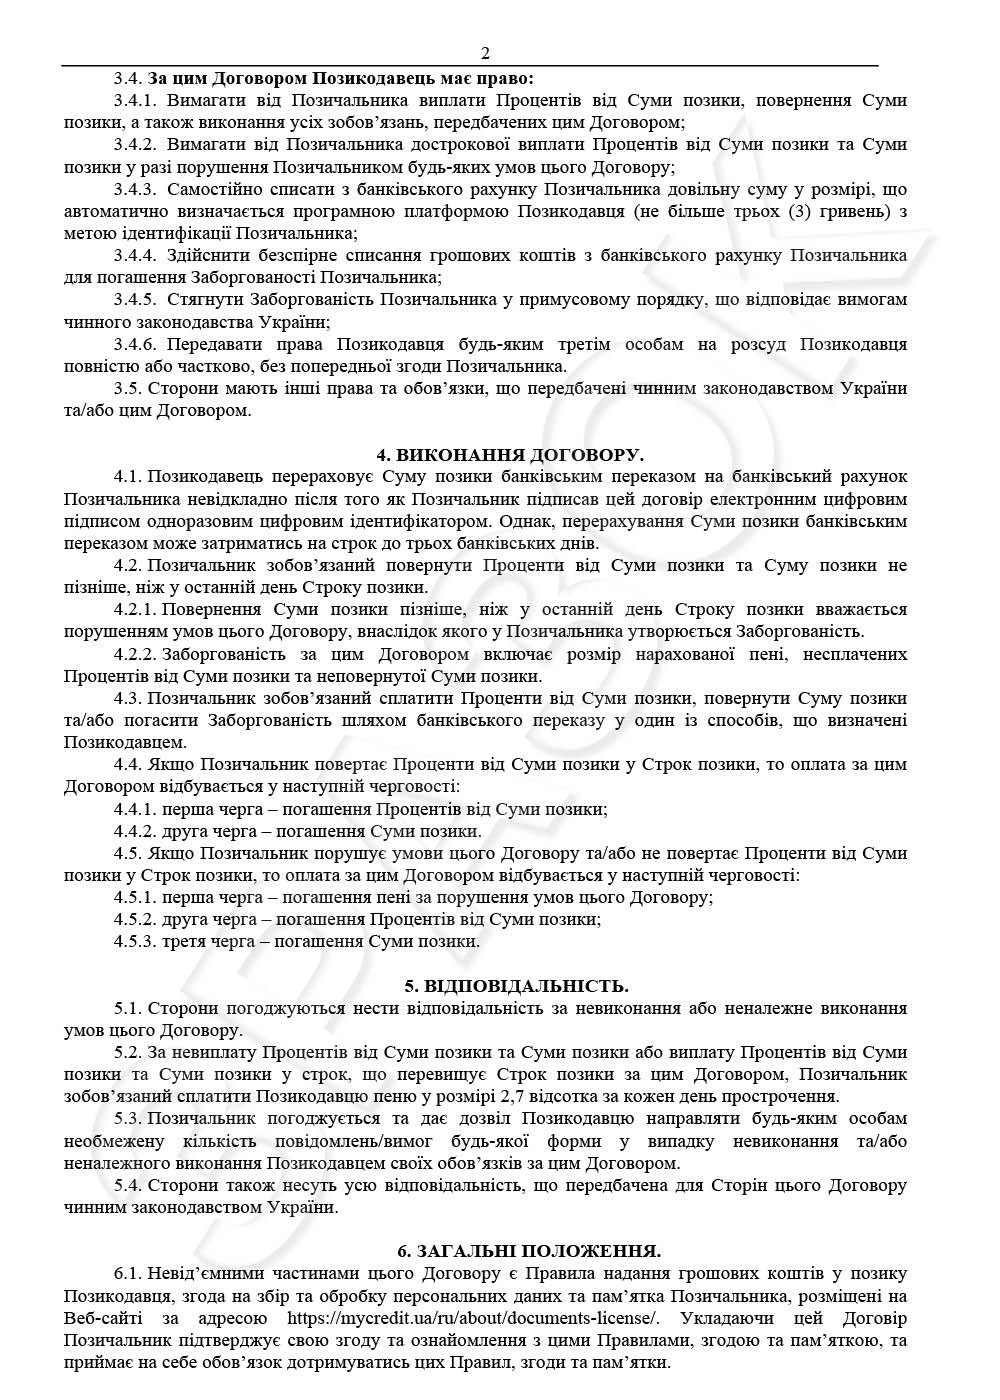 2
3.4. За цим Договором Позикодавець має право:
3.4.1. Вимагати від Позичальника виплати Процентів від Суми позики, повернення Суми
позики, а також виконання усіх зобов’язань, передбачених цим Договором;
3.4.2. Вимагати від Позичальника дострокової виплати Процентів від Суми позики та Суми
позики у разі порушення Позичальником будь-яких умов цього Договору;
3.4.3. Самостійно списати з банківського рахунку Позичальника довільну суму у розмірі, що
автоматично визначається програмною платформою Позикодавця (не більше трьох (3) гривень) з
метою ідентифікації Позичальника;
3.4.4. Здійснити безспірне списання грошових коштів з банківського рахунку Позичальника
для погашення Заборгованості Позичальника;
3.4.5. Стягнути Заборгованість Позичальника у примусовому порядку, що відповідає вимогам
чинного законодавства України;
3.4.6. Передавати права Позикодавця будь-яким третім особам на розсуд Позикодавця
повністю або частково, без попередньої згоди Позичальника.
3.5. Сторони мають інші права та обов’язки, що передбачені чинним законодавством України
та/або цим Договором.
4. ВИКОНАННЯ ДОГОВОРУ.
4.1. Позикодавець перераховує Суму позики банківським переказом на банківський рахунок
Позичальника невідкладно після того як Позичальник підписав цей договір електронним цифровим
підписом одноразовим цифровим ідентифікатором. Однак, перерахування Суми позики банківським
переказом може затриматись на строк до трьох банківських днів.
4.2. Позичальник зобов’язаний повернути Проценти від Суми позики та Суму позики не
пізніше, ніж у останній день Строку позики.
4.2.1. Повернення Суми позики пізніше, ніж у останній день Строку позики вважається
порушенням умов цього Договору, внаслідок якого у Позичальника утворюється Заборгованість.
4.2.2. Заборгованість за цим Договором включає розмір нарахованої пені, несплачених
Процентів від Суми позики та неповернутої Суми позики.
4.3. Позичальник зобов’язаний сплатити Проценти від Суми позики, повернути Суму позики
та/або погасити Заборгованість шляхом банківського переказу у один із способів, що визначені
Позикодавцем.
4.4. Якщо Позичальник повертає Проценти від Суми позики у Строк позики, то оплата за цим
Договором відбувається у наступній черговості:
4.4.1. перша черга – погашення Процентів від Суми позики;
4.4.2. друга черга – погашення Суми позики.
4.5. Якщо Позичальник порушує умови цього Договору та/або не повертає Проценти від Суми
позики у Строк позики, то оплата за цим Договором відбувається у наступній черговості:
4.5.1. перша черга – погашення пені за порушення умов цього Договору;
4.5.2. друга черга – погашення Процентів від Суми позики;
4.5.3. третя черга – погашення Суми позики.
5. ВІДПОВІДАЛЬНІСТЬ.
5.1. Сторони погоджуються нести відповідальність за невиконання або неналежне виконання
умов цього Договору.
5.2. За невиплату Процентів від Суми позики та Суми позики або виплату Процентів від Суми
позики та Суми позики у строк, що перевищує Строк позики за цим Договором, Позичальник
зобов’язаний сплатити Позикодавцю пеню у розмірі 2,7 відсотка за кожен день прострочення.
5.3. Позичальник погоджується та дає дозвіл Позикодавцю направляти будь-яким особам
необмежену кількість повідомлень/вимог будь-якої форми у випадку невиконання та/або
неналежного виконання Позикодавцем своїх обов’язків за цим Договором.
5.4. Сторони також несуть усю відповідальність, що передбачена для Сторін цього Договору
чинним законодавством України.
6. ЗАГАЛЬНІ ПОЛОЖЕННЯ.
6.1. Невід’ємними частинами цього Договору є Правила надання грошових коштів у позику
Позикодавця, згода на збір та обробку персональних даних та пам’ятка Позичальника, розміщені на
Веб-сайті за адресою https://mycredit.ua/ru/about/documents-license/. Укладаючи цей Договір
Позичальник підтверджує свою згоду та ознайомлення з цими Правилами, згодою та пам’яткою, та
приймає на себе обов’язок дотримуватись цих Правил, згоди та пам’ятки.
ЗРАЗОК